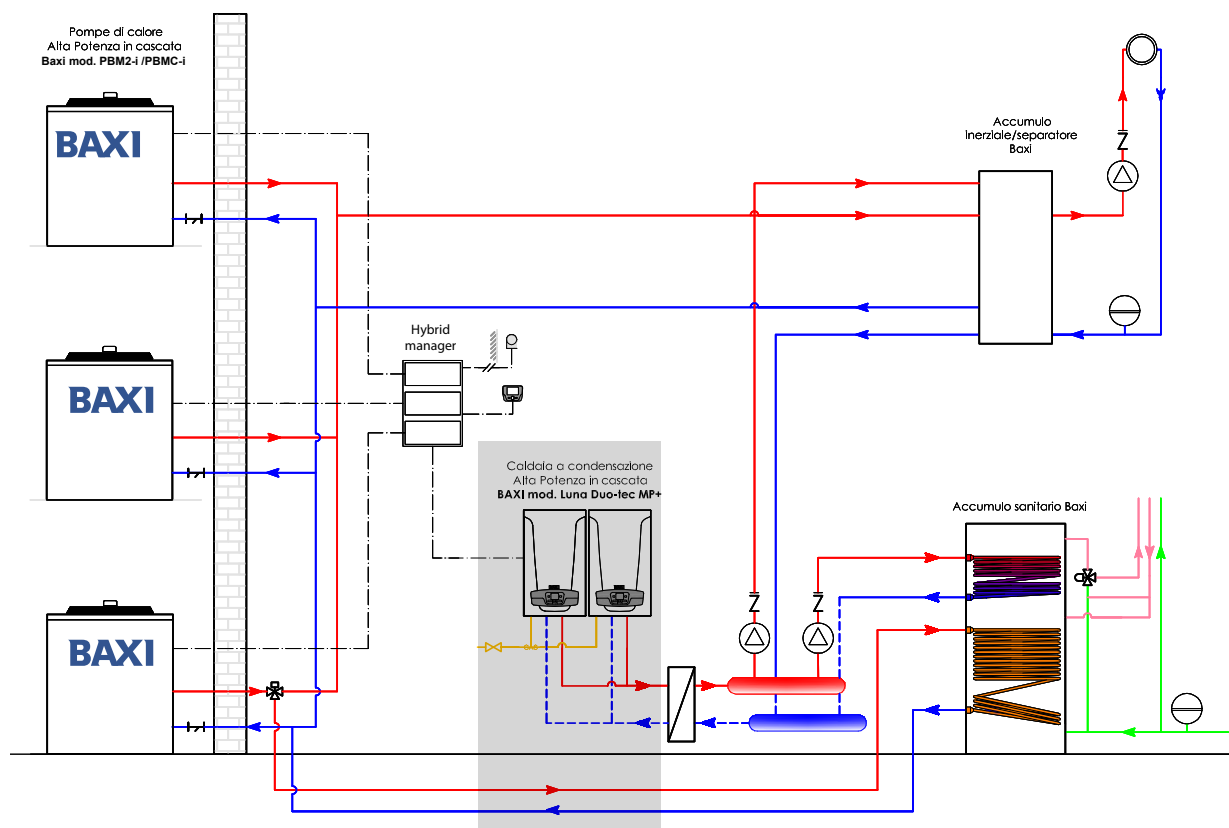 Pompe di calore
Alta Potenza in cascata
Baxi mod. PBM2-i /PBMC-i
BAXI
Accumulo
inerziale/separatore
Baxi
Hybrid
manager
BAXI
Caldaia a condensazione
Alta Potenza in cascata
BAXI mod. Luna Duo-tec MP+
Accumulo sanitario Baxi
BAXI